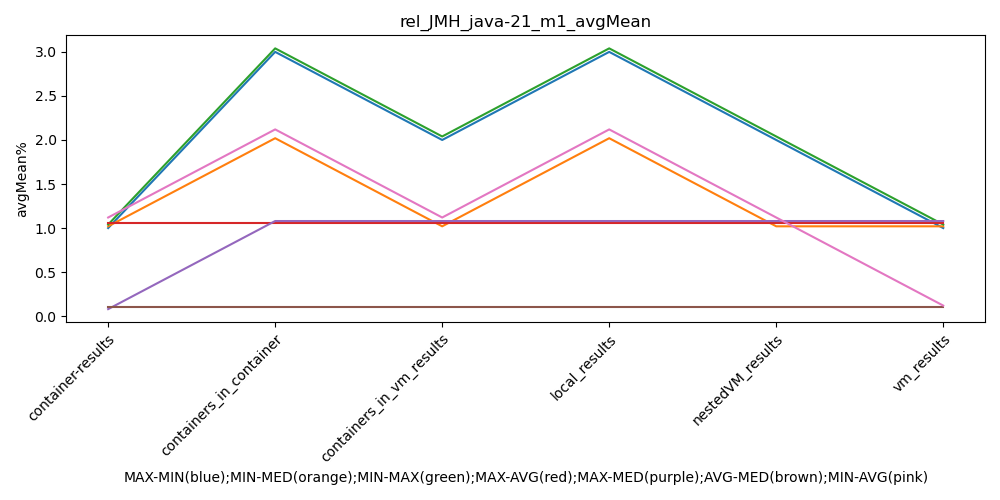 rel_JMH_java-21_m1_avgMean
avgMean%
3.0
2.5
2.0
1.5
1.0
0.5
0.0
container-results
containers_in_container
containers_in_vm_results
local_results
nestedVM_results
vm_results
MAX-MIN(blue);MIN-MED(orange);MIN-MAX(green);MAX-AVG(red);MAX-MED(purple);AVG-MED(brown);MIN-AVG(pink)